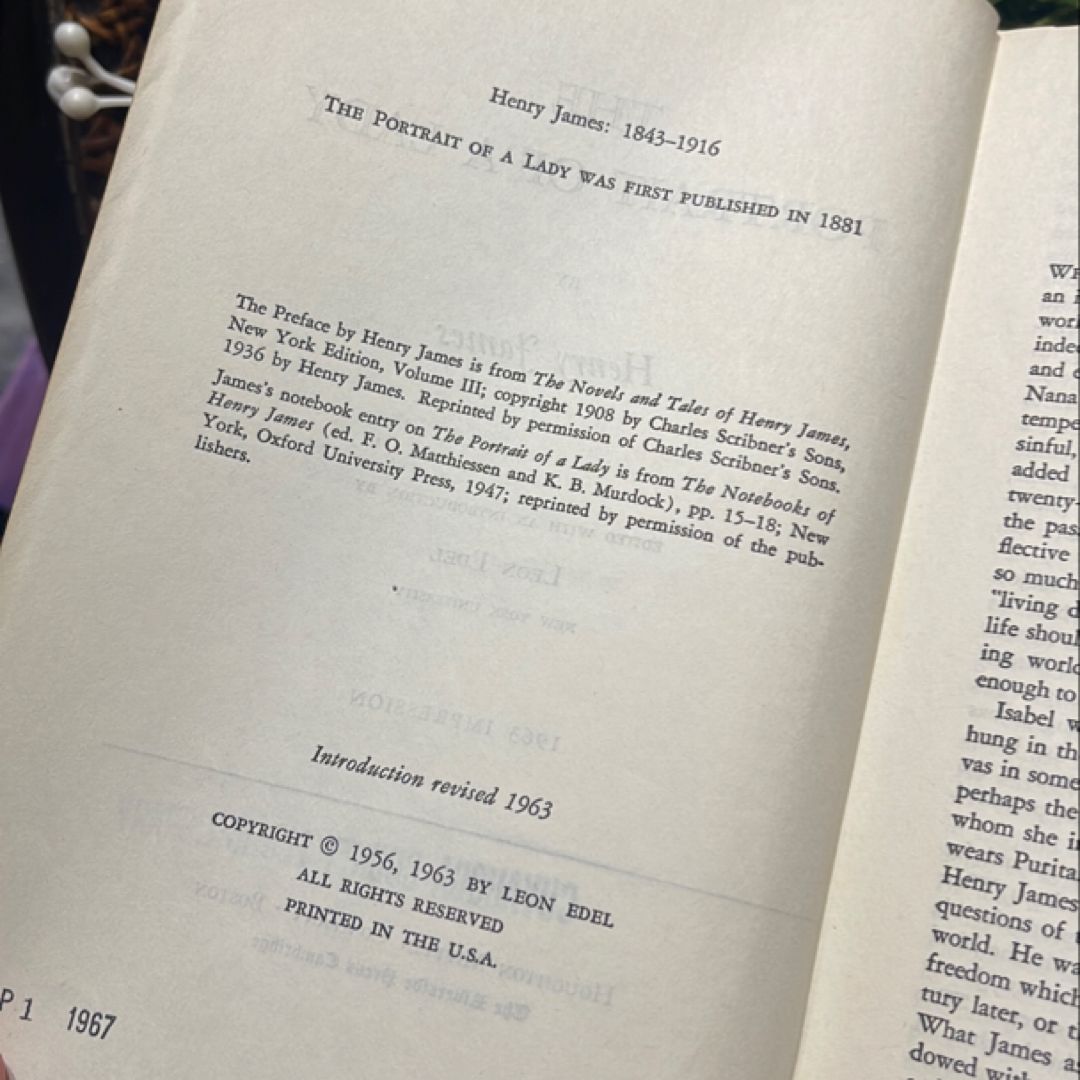 Henry James: 1843–1916
THE PORTRAIT OF A LADY WAS FIRST PUBLISHED IN 1881
The Preface by Henry James is from The Novels and Tales of Henry James,
New York Edition, Volume III; copyright 1908 by Charles Scribner's Sons,
1936 by Henry James. Reprinted by permission of Charles Scribner's Sons.
James's notebook entry on The Portrait of a Lady is from The Notebooks of
Henry James (ed. F. O. Matthiessen and K. B. Murdock), pp. 15–18; New
York, Oxford University Press, 1947; reprinted by permission of the pub-
lishers.
Introduction revised 1963
COPYRIGHT © 1956, 1963 BY LEON EDEL
ALL RIGHTS RESERVED
PRINTED IN THE U.S.A.
P 1 1967
an
inde
and
Nana
tempe
sinful,
added
twenty-
the pas
flective
so much
"living
life shoul
ing worl
enough to
Isabel
hung in th
vas in some
perhaps the
whom she
wears Purita
Henry James
questions of
world. He wa
freedom which
tury later, or
What James
dowed with